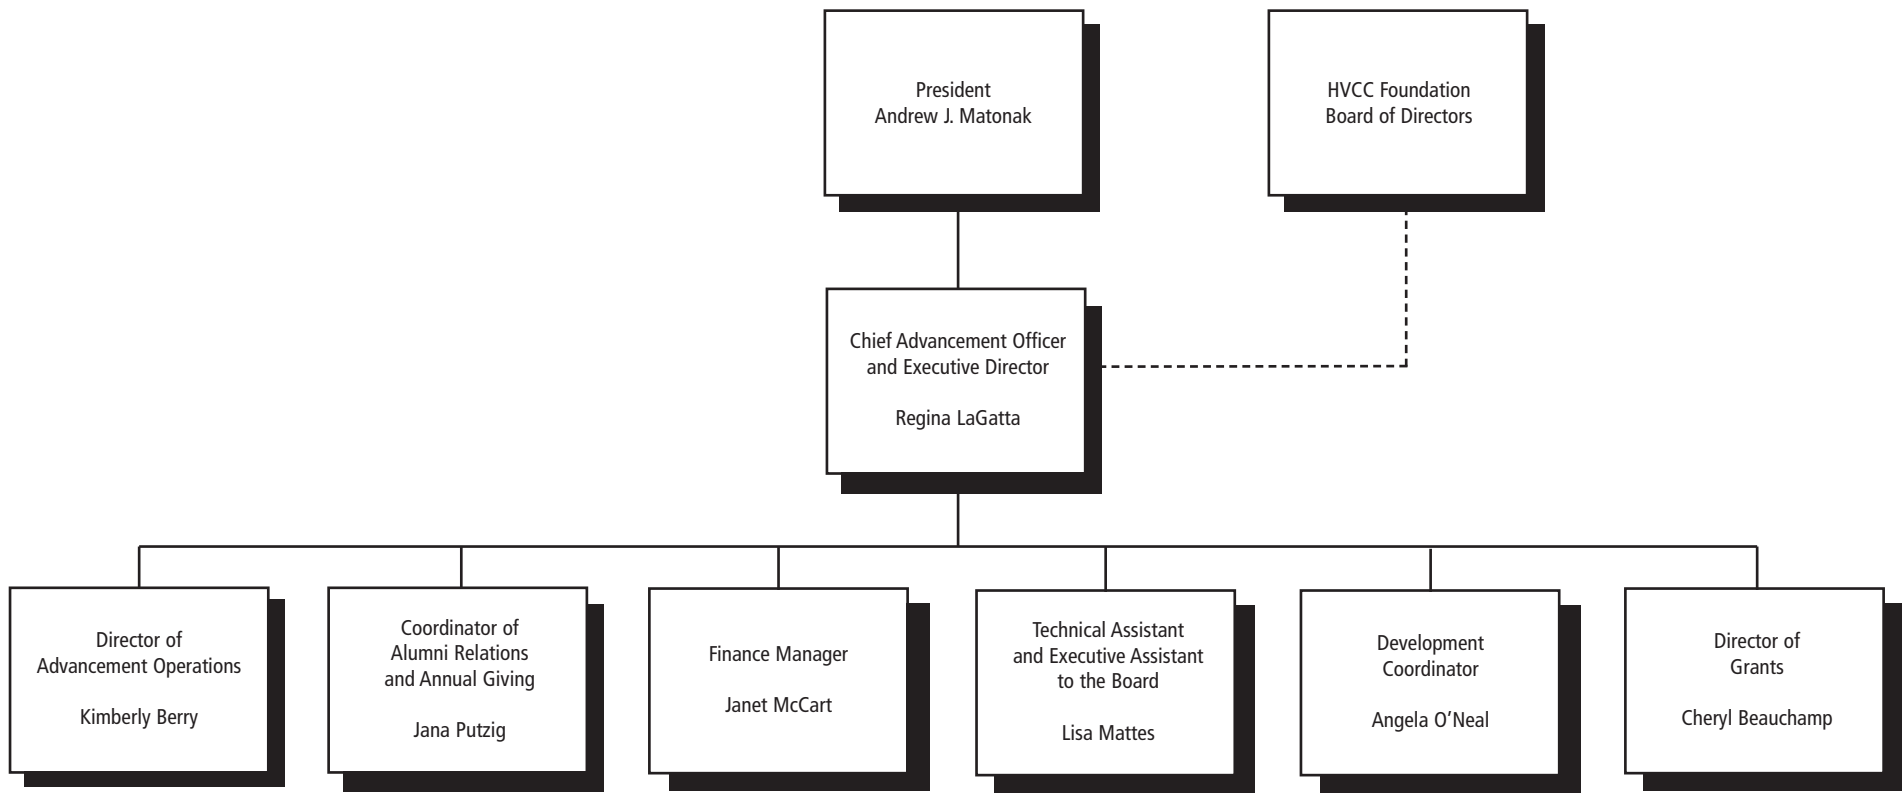 President
Andrew J. Matonak
HVCC Foundation
Board of Directors
Chief Advancement Officer
and Executive Director
Regina LaGatta
Director of
Advancement Operations
Kimberly Berry
Coordinator of
Alumni Relations
and Annual Giving
Jana Putzig
Finance Manager
Janet McCart
Technical Assistant
and Executive Assistant
to the Board
Lisa Mattes
Development
Coordinator
Angela O’Neal
Director of
Grants
Cheryl Beauchamp